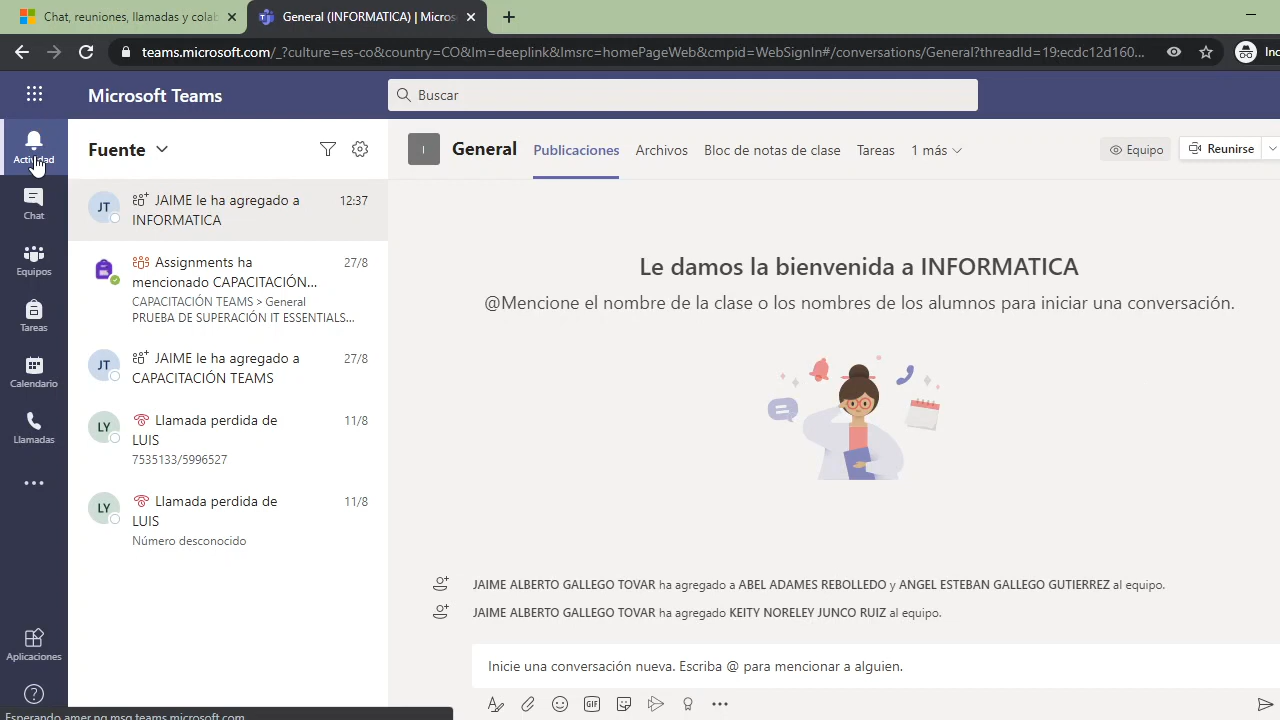 Chat, reuniones, llamadas y colab
General (INFORMATICA) | Micros
teams.microsoft.com/_?culture=es-co&country=CO&lm=deeplink&lmsrc=homePageWeb&cmpid=WebSignIn#/conversations/General?threadId=19:ecdc12d160...
Microsoft Teams
Buscar
Actividad
Chat
Equipos
Tareas
Calendario
Llamadas
Aplicaciones
Fuente
JAIME le ha agregado a 12:37
INFORMATICA
Assignments ha 27/8
mencionado CAPACITACIÓN...
CAPACITACIÓN TEAMS > General
PRUEBA DE SUPERACIÓN IT ESSENTIALS...
JAIME le ha agregado a 27/8
CAPACITACIÓN TEAMS
Llamada perdida de 11/8
LUIS
7535133/5996527
Llamada perdida de 11/8
LUIS
Número desconocido
JT
JT
LY
LY
I General Publicaciones Archivos Bloc de notas de clase Tareas 1 más Equipo Reunirse
Le damos la bienvenida a INFORMATICA
@Mencione el nombre de la clase o los nombres de los alumnos para iniciar una conversación.
JAIME ALBERTO GALLEGO TOVAR ha agregado a ABEL ADAMES REBOLLEDO y ANGEL ESTEBAN GALLEGO GUTIERREZ al equipo.
JAIME ALBERTO GALLEGO TOVAR ha agregado KEITY NORELEY JUNCO RUIZ al equipo.
Inicie una conversación nueva. Escriba @ para mencionar a alguien.
GIF